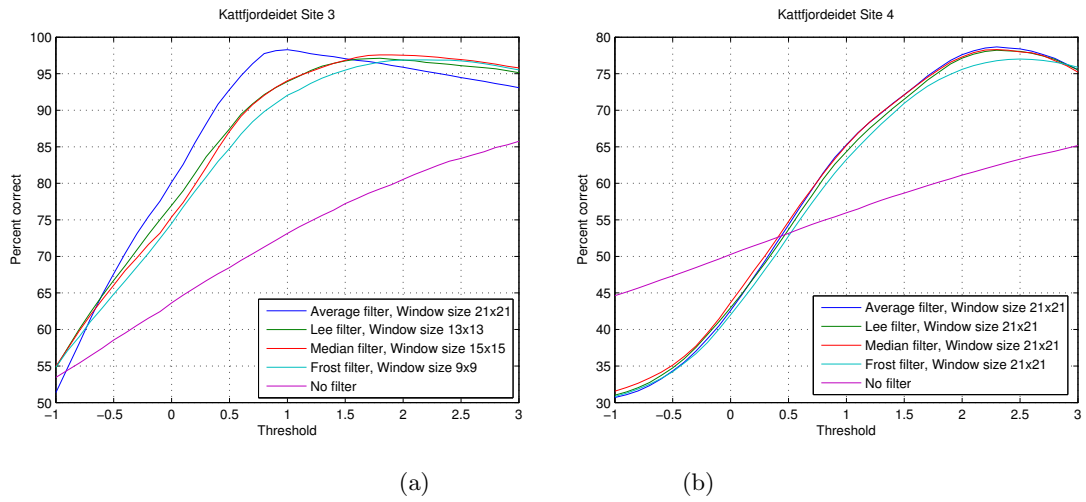 Kattfjordeidet Site 3
100
95
90
85
80
75
70
65
60
55
50
Percent correct
Average filter, Window size 21x21
Lee filter, Window size 13x13
Median filter, Window size 15x15
Frost filter, Window size 9x9
No filter
−1 −0.5 0 0.5 1 1.5 2 2.5 3
Threshold
(a)
Kattfjordeidet Site 4
80
75
70
65
60
55
50
45
40
35
30
Percent correct
Average filter, Window size 21x21
Lee filter, Window size 21x21
Median filter, Window size 21x21
Frost filter, Window size 21x21
No filter
−1 −0.5 0 0.5 1 1.5 2 2.5 3
Threshold
(b)